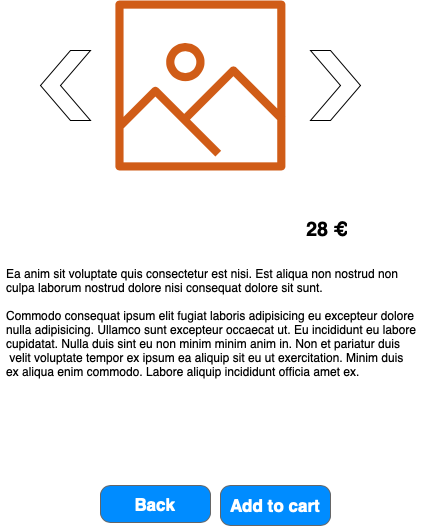 28 €
Ea anim sit voluptate quis consectetur est nisi. Est aliqua non nostrud non
culpa laborum nostrud dolore nisi consequat dolore sit sunt.
Commodo consequat ipsum elit fugiat laboris adipisicing eu excepteur dolore
nulla adipisicing. Ullamco sunt excepteur occaecat ut. Eu incididunt eu labore
cupidatat. Nulla duis sint eu non minim minim anim in. Non et pariatur duis
velit voluptate tempor ex ipsum ea aliquip sit eu ut exercitation. Minim duis
ex aliqua enim commodo. Labore aliquip incididunt officia amet ex.
Back
Add to cart